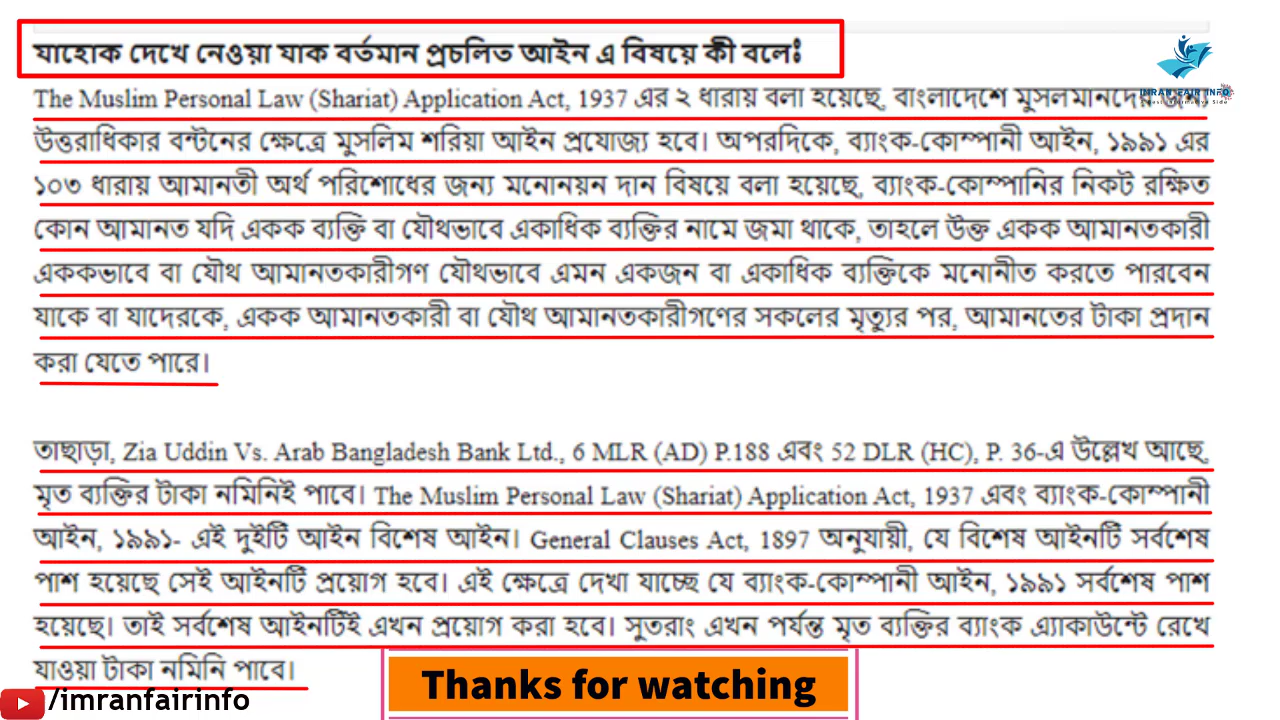 যাহোক দেখে নেওয়া যাক বর্তমান প্রচলিত আইন এ বিষয়ে কী বলেঃ
IMRAN FAIR INFO
The Muslim Personal Law (Shariat) Application Act, 1937 এর ২ ধারায় বলা হয়েছে, বাংলাদেশে মুসলমানদের
উত্তরাধিকার বন্টনের ক্ষেত্রে মুসলিম শরিয়া আইন প্রযোজ্য হবে। অপরদিকে, ব্যাংক-কোম্পানী আইন, ১৯৯১ এর
১০৩ ধারায় আমানতী অর্থ পরিশোধের জন্য মনোনয়ন দান বিষয়ে বলা হয়েছে, ব্যাংক-কোম্পানির নিকট রক্ষিত
কোন আমানত যদি একক ব্যক্তি বা যৌথভাবে একাধিক ব্যক্তির নামে জমা থাকে, তাহলে উক্ত একক আমানতকারী
এককভাবে বা যৌথ আমানতকারীগণ যৌথভাবে এমন একজন বা একাধিক ব্যক্তিকে মনোনীত করতে পারবেন
যাকে বা যাদেরকে, একক আমানতকারী বা যৌথ আমানতকারীগণের সকলের মৃত্যুর পর, আমানতের টাকা প্রদান
করা যেতে পারে।
তাছাড়া, Zia Uddin Vs. Arab Bangladesh Bank Ltd., 6 MLR (AD) P.188 এবং 52 DLR (HC), P. 36-এ উল্লেখ আছে,
মৃত ব্যক্তির টাকা নমিনিই পাবে। The Muslim Personal Law (Shariat) Application Act, 1937 এবং ব্যাংক-কোম্পানী
আইন, ১৯৯১- এই দুইটি আইন বিশেষ আইন। General Clauses Act, 1897 অনুযায়ী, যে বিশেষ আইনটি সর্বশেষ
পাশ হয়েছে সেই আইনটি প্রয়োগ হবে। এই ক্ষেত্রে দেখা যাচ্ছে যে ব্যাংক-কোম্পানী আইন, ১৯৯১ সর্বশেষ পাশ
হয়েছে। তাই সর্বশেষ আইনটিই এখন প্রয়োগ করা হবে। সুতরাং এখন পর্যন্ত মৃত ব্যক্তির ব্যাংক এ্যাকাউন্টে রেখে
যাওয়া টাকা নমিনি পাবে।
Thanks for watching
/imranfairinfo